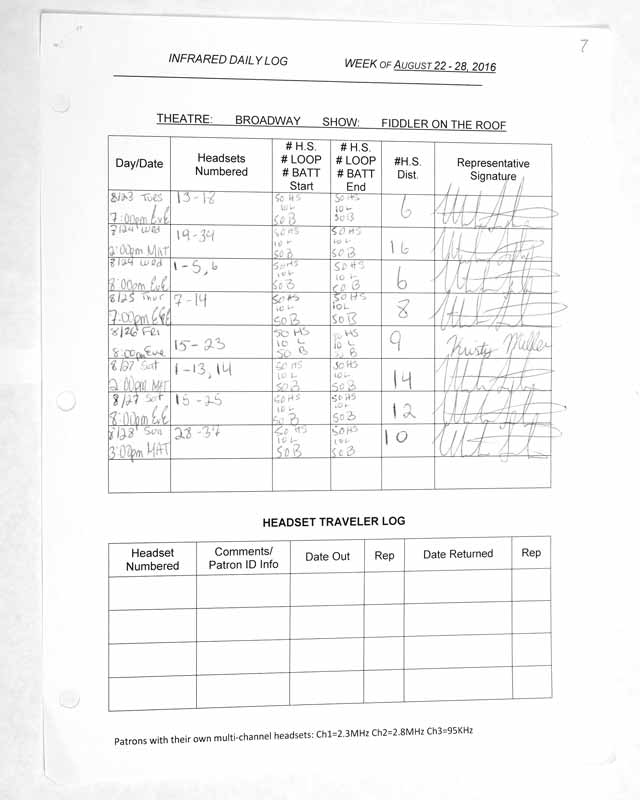 7
INFRARED DAILY LOG WEEK OF AUGUST 22 - 28, 2016
THEATRE: BROADWAY SHOW: FIDDLER ON THE ROOF
Day/Date Headsets Numbered # H.S. # LOOP # BATT Start # H.S. # LOOP # BATT End #H.S. Dist. Representative Signature
8/23 Tues 7:00pm Eve 13-18 50 HS 10 L 50 B 50 HS 10 L 50 B 6
8/24 Wed 2:00pm MAT 19-34 50 HS 10 L 50 B 50 HS 10 L 50 B 16
8/24 Wed 8:00pm EvE 1-5, 6 50 HS 10 L 50 B 50 HS 10 L 50 B 6
8/25 Thur 7:00pm EvE 7-14 50 HS 10 L 50 B 50 HS 10 L 50 B 8
8/26 Fri 8:00pm Eve 15-23 50 HS 10 L 50 B HS 10 L 50 B 9 Kristy Miller
8/27 Sat 2:00pm MAT 1-13, 14 50 HS 10 L 50 B 50 HS 10 L 50 B 14
8/27 Sat 8:00pm EvE 15-25 50 HS 10 L 50 B 50 HS 10 L 50 B 12
8/28 Sun 3:00pm MAT 28-37 50 HS 10 L 50 B 50 HS 10 L 50 B 10
HEADSET TRAVELER LOG
Headset Numbered Comments/ Patron ID Info Date Out Rep Date Returned Rep
Patrons with their own multi-channel headsets: Ch1=2.3MHz Ch2=2.8MHz Ch3=95KHz